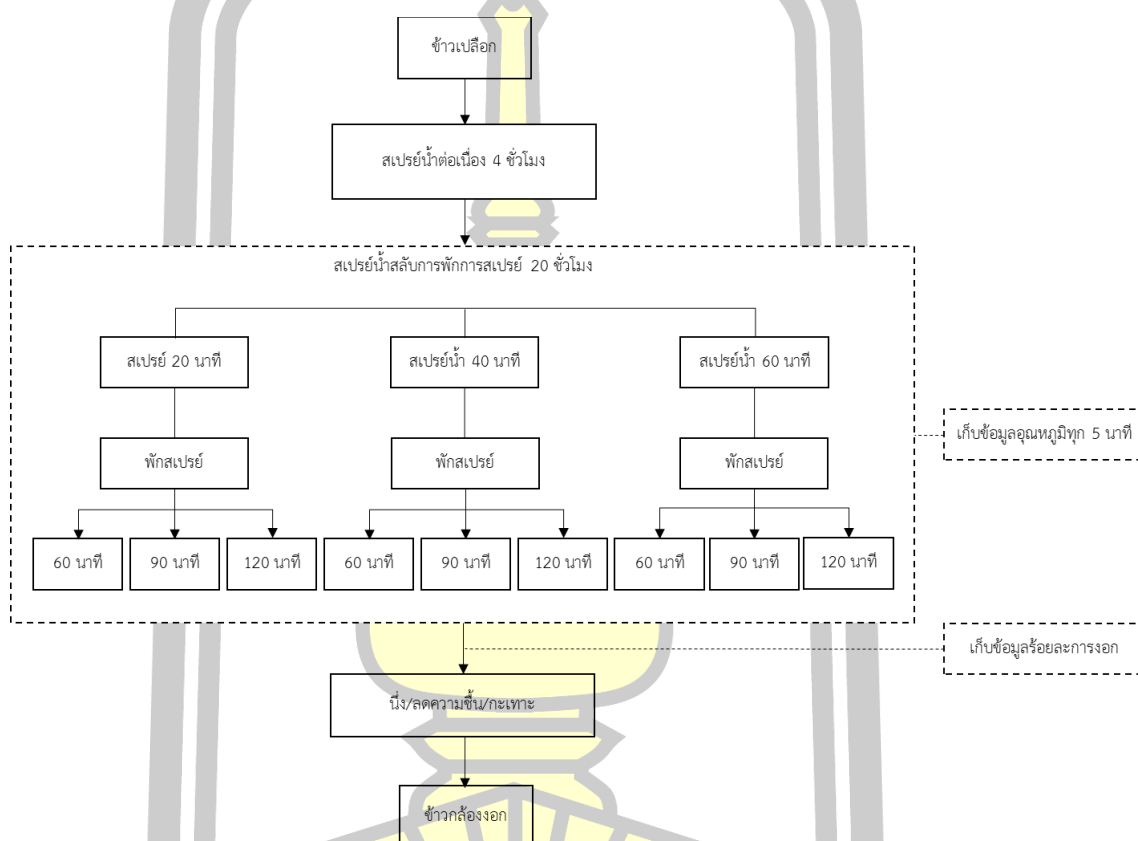 ข้าวเปลือก
สเปรย์น้ำต่อเนื่อง 4 ชั่วโมง
สเปรย์น้ำสลับการพักการสเปรย์ 20 ชั่วโมง
สเปรย์ 20 นาที
สเปรย์น้ำ 40 นาที
สเปรย์น้ำ 60 นาที
เก็บข้อมูลอุณหภูมิทุก 5 นาที
พักสเปรย์
พักสเปรย์
พักสเปรย์
60 นาที
90 นาที
120 นาที
60 นาที
90 นาที
120 นาที
60 นาที
90 นาที
120 นาที
เก็บข้อมูลร้อยละการงอก
นึ่ง/ลดความชื้น/กะเทาะ
ข้าวกล้องงอก